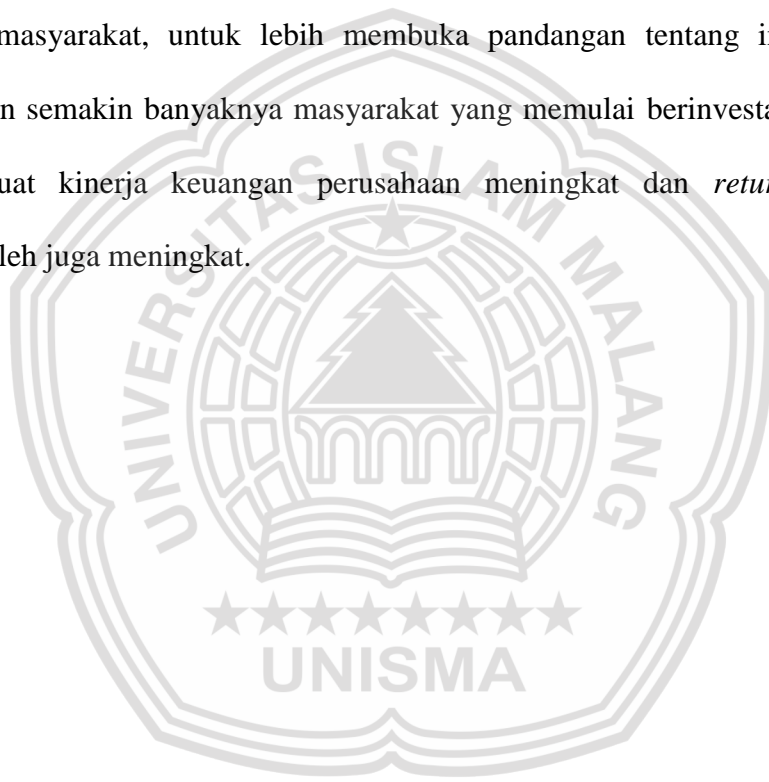 masyarakat, untuk lebih membuka pandangan tentang
semakin banyaknya masyarakat yang memulai
kinerja keuangan perusahaan meningkat dan
juga meningkat.
UNIVERSITAS ISLAM MALANG
UNISMA